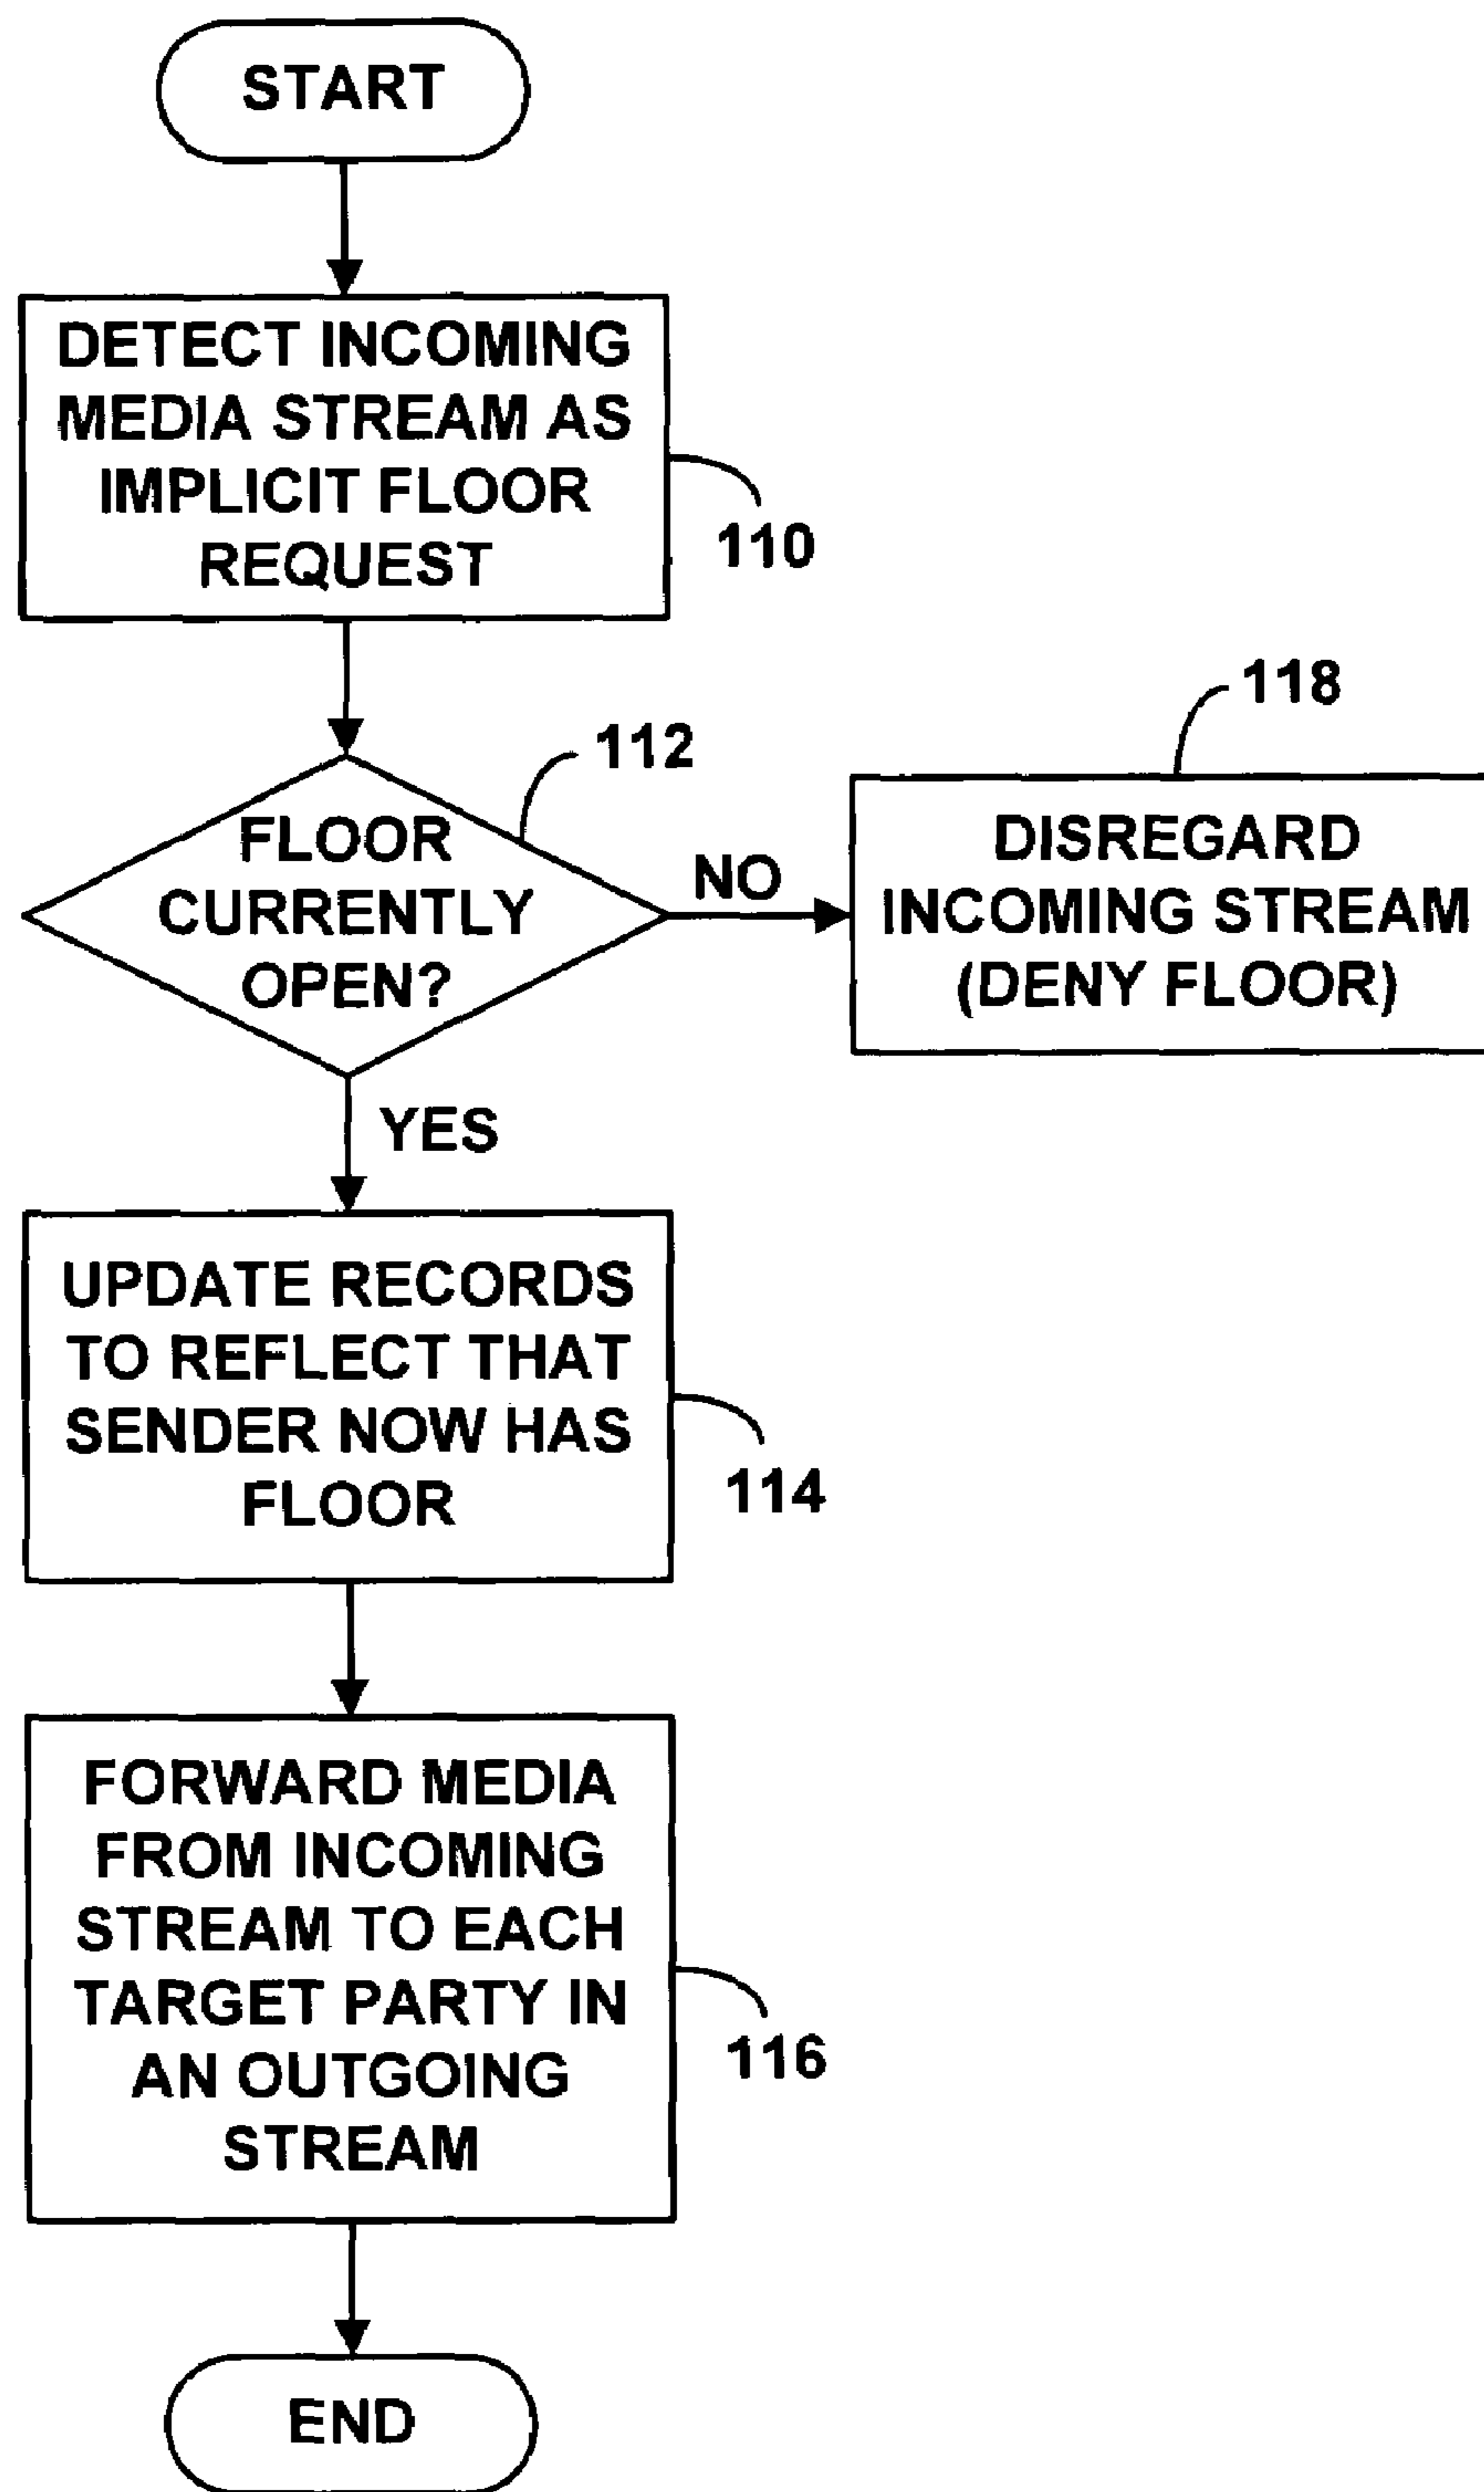 START
DETECT INCOMING
MEDIA STREAM AS
IMPLICIT FLOOR
REQUEST
110
118
112
FLOOR
CURRENTLY
OPEN?
NO
DISREGARD
INCOMING STREAM
(DENY FLOOR)
YES
UPDATE RECORDS
TO REFLECT THAT
SENDER NOW HAS
FLOOR
114
FORWARD MEDIA
FROM INCOMING
STREAM TO EACH
TARGET PARTY IN
AN OUTGOING
STREAM
116
END